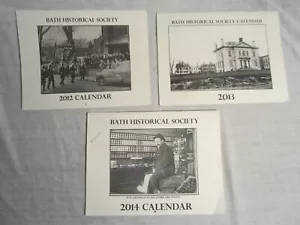 BATH HISTORICAL SOCIETY
2012 CALENDAR
BATH HISTORICAL SOCIETY CALENDAR
2013
BATH HISTORICAL SOCIETY
2014 CALENDAR